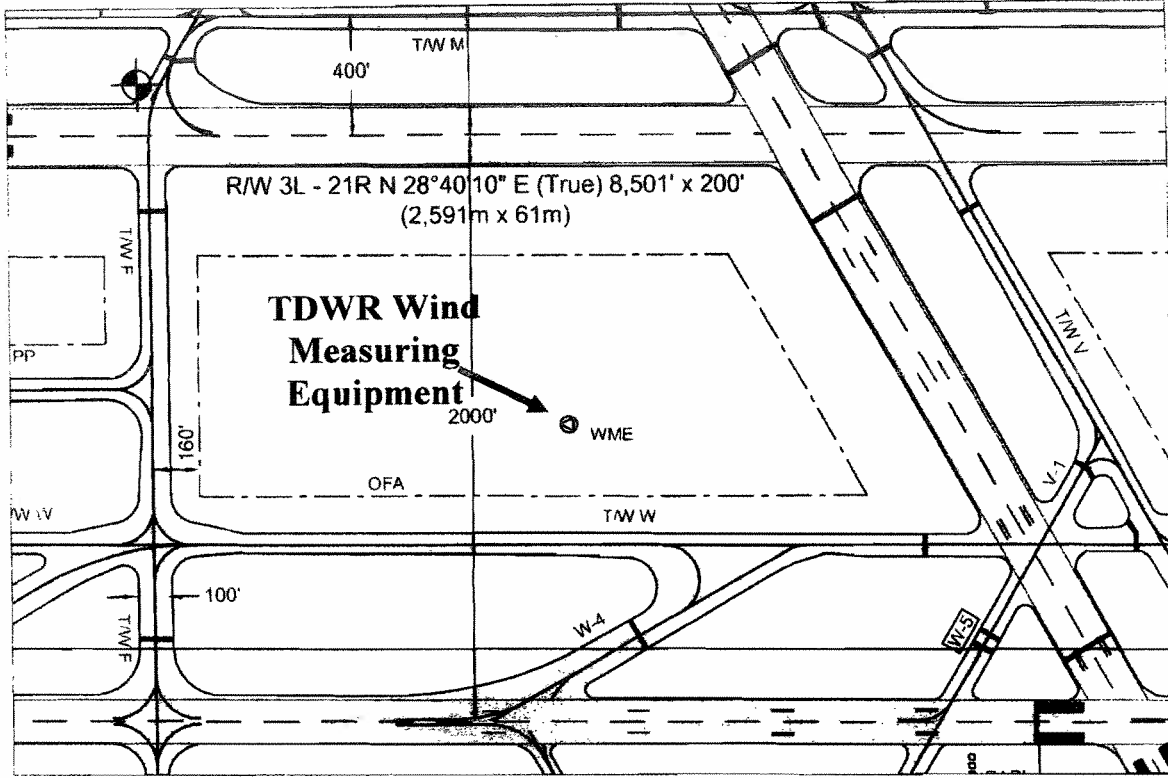 T/W M
400'
R/W 3L - 21R N 28°40'10" E (True) 8,501' x 200'
(2,591m x 61m)
T/W F
TDWR Wind
Measuring
Equipment
T/W V
PP
2000'
WME
160'
OFA
V-1
T/W W
100'
T/W F
W-4
W-5